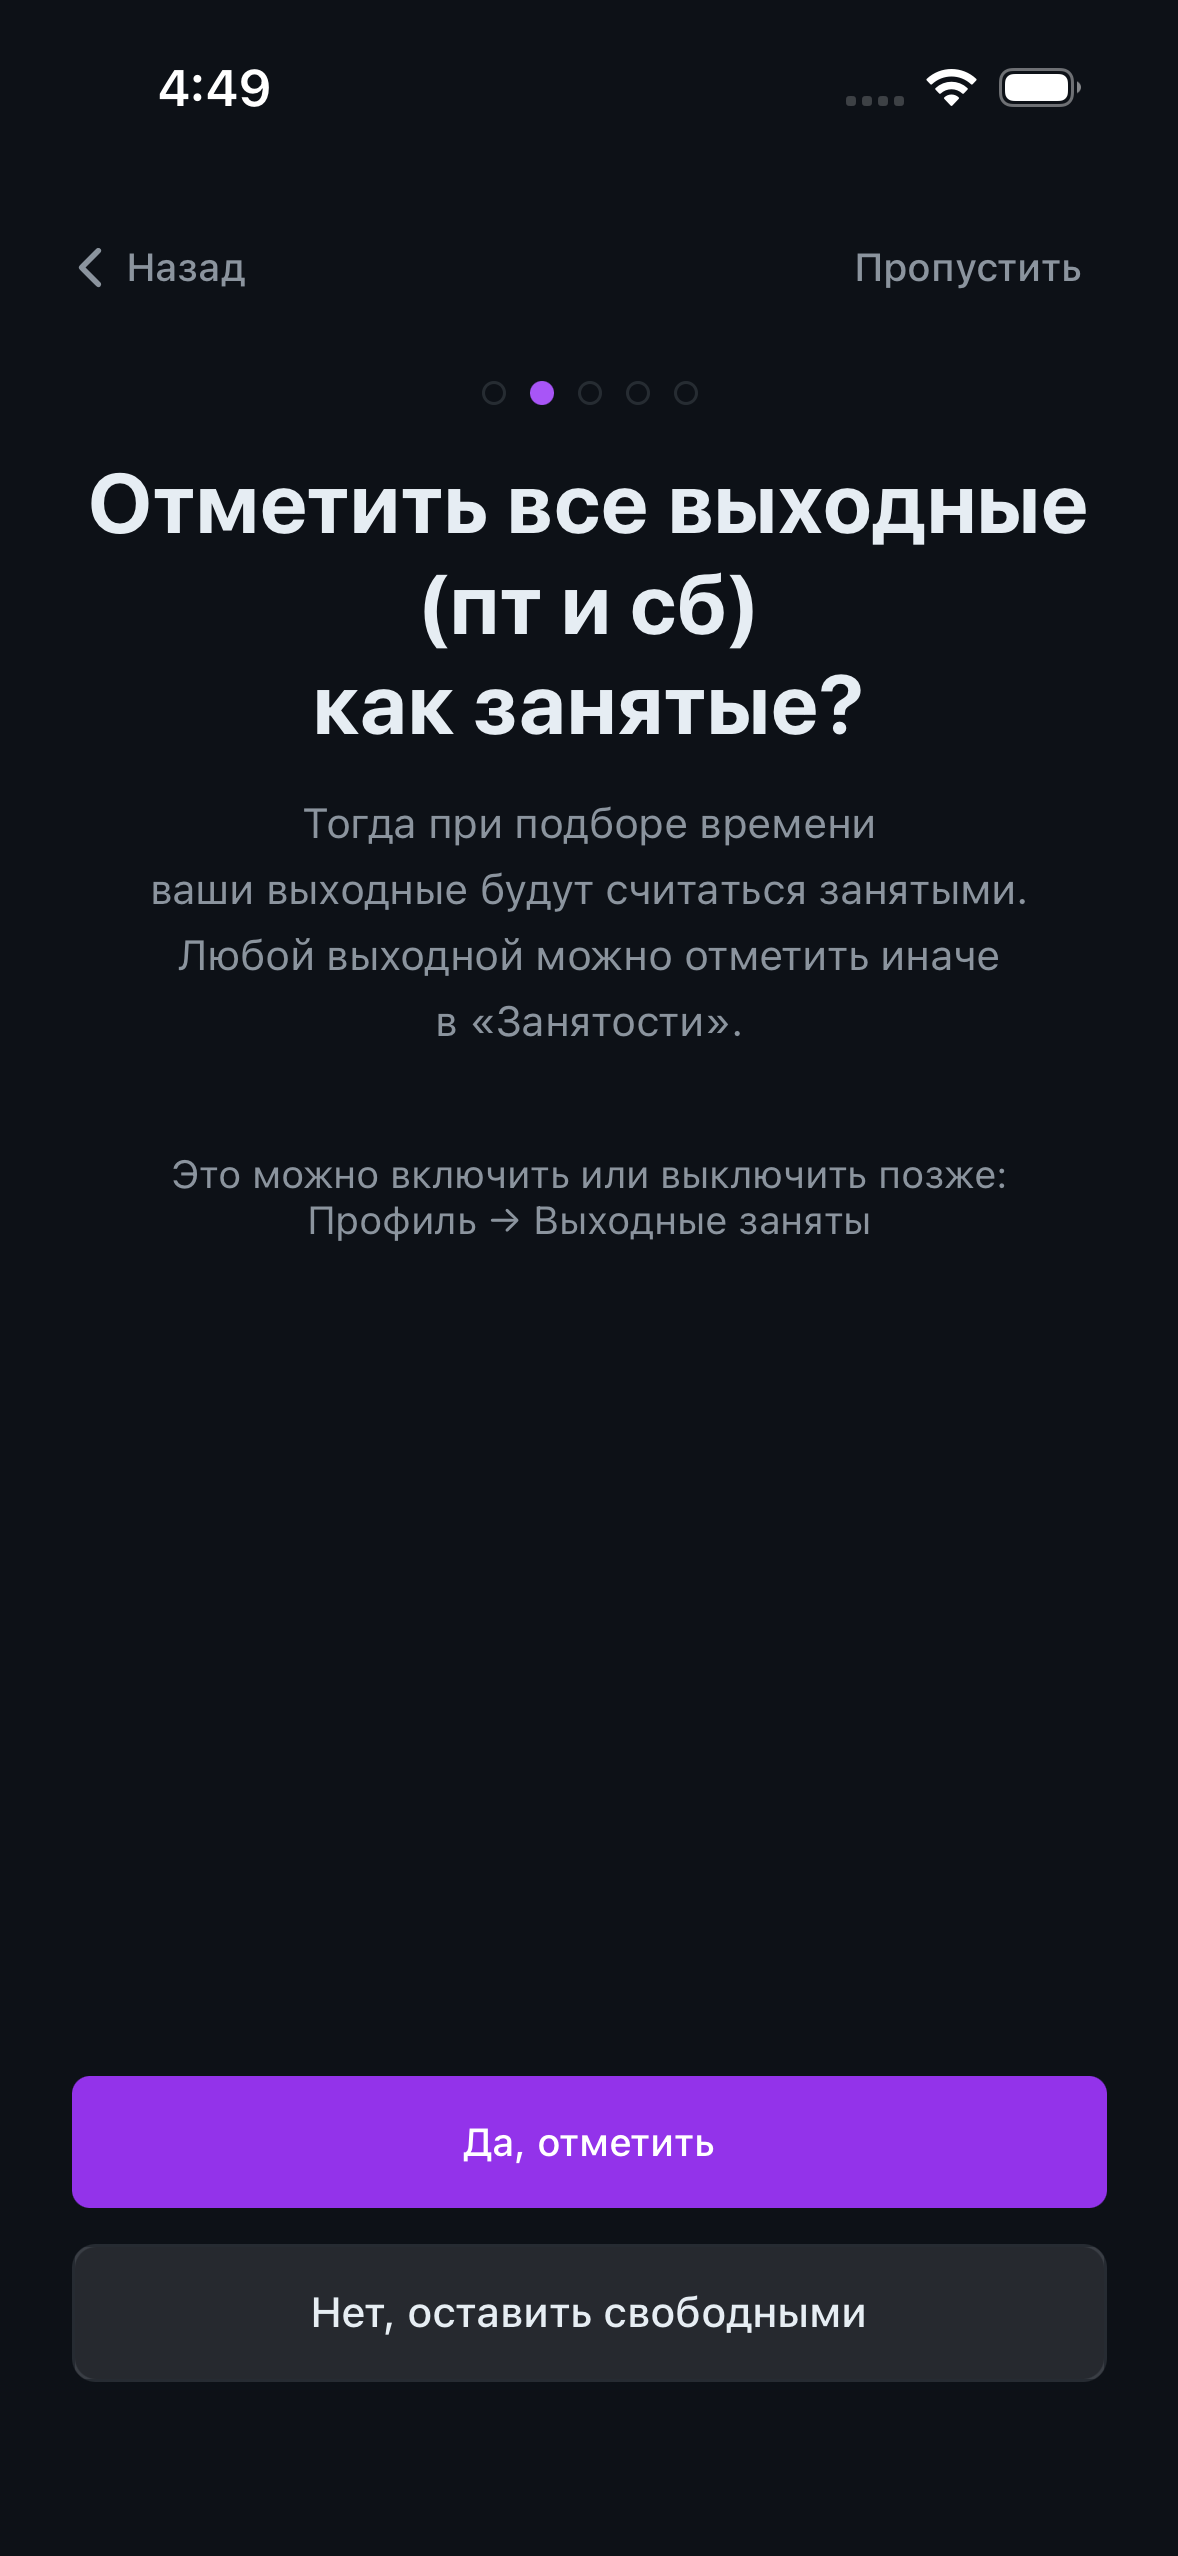 4:49
Назад
Пропустить
Отметить все выходные
(пт и сб)
как занятые?
Тогда при подборе времени
ваши выходные будут считаться занятыми.
Любой выходной можно отметить иначе
в «Занятости».
Это можно включить или выключить позже:
Профиль → Выходные заняты
Да, отметить
Нет, оставить свободными